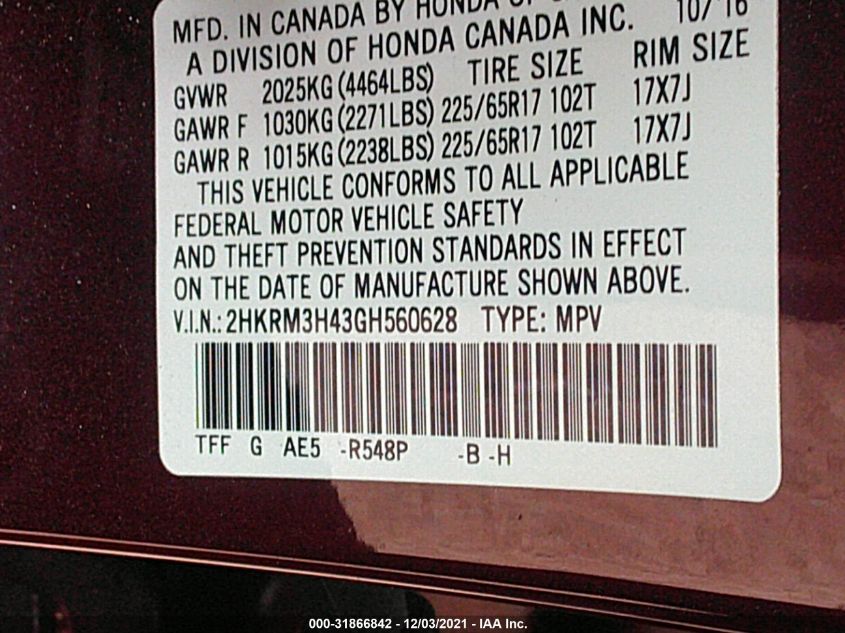 MFD. IN CANADA BY HONDA OF
A DIVISION OF HONDA CANADA INC. 10/16
GVWR 2025KG (4464LBS) TIRE SIZE RIM SIZE
GAWR F 1030KG (2271LBS) 225/65R17 102T 17X7J
GAWR R 1015KG (2238LBS) 225/65R17 102T 17X7J
THIS VEHICLE CONFORMS TO ALL APPLICABLE
FEDERAL MOTOR VEHICLE SAFETY
AND THEFT PREVENTION STANDARDS IN EFFECT
ON THE DATE OF MANUFACTURE SHOWN ABOVE.
V.I.N.: 2HKRM3H43GH560628 TYPE: MPV
TFF G AE5 -R548P -B -H
000-31866842 - 12/03/2021 - IAA Inc.